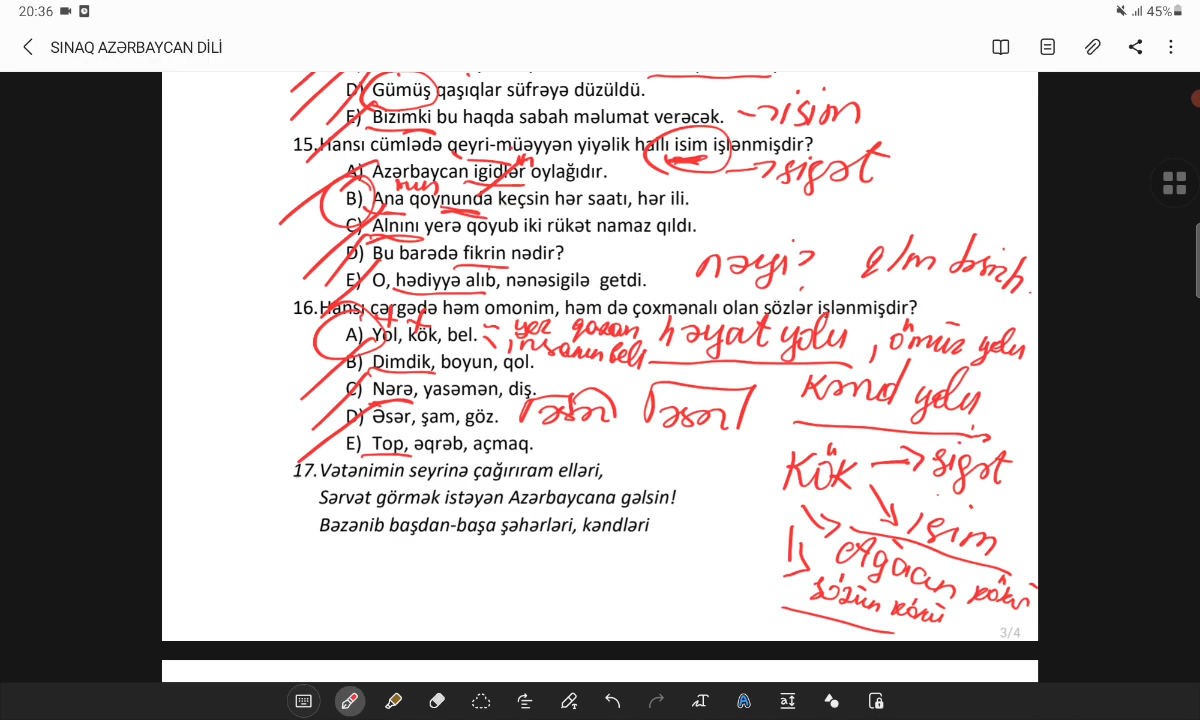 20:36 45%
SINAQ AZƏRBAYCAN DİLİ
D) Gümüş qaşıqlar süfrəyə düzüldü.
E) Bizimki bu haqda sabah məlumat verəcək. → isim
15. Hansı cümlədə qeyri-müəyyən yiyəlik hallı isim işlənmişdir?
→ sifət
A) Azərbaycan igidlər oylağıdır.
nun
B) Ana qoynunda keçsin hər saatı, hər ili.
C) Alnını yerə qoyub iki rükət namaz qıldı.
D) Bu barədə fikrin nədir?
nəyi?
E) O, hədiyyə alıb, nənəsigilə getdi.
16. Hansı cərgədə həm omonim, həm də çoxmənalı olan sözlər işlənmişdir?
A) Yol, kök, bel. yer qazan həyat yolu, ömür yolu
insanın beli
B) Dimdik, boyun, qol.
C) Nərə, yasəmən, diş. kənd yolu
D) Əsər, şam, göz. əsər əsər
E) Top, əqrəb, açmaq.
Kök → sifət
isim
Ağacın kökü
sözün kökü
17. Vətənimin seyrinə çağırıram elləri,
Sərvət görmək istəyən Azərbaycana gəlsin!
Bəzənib başdan-başa şəhərləri, kəndləri
3/4